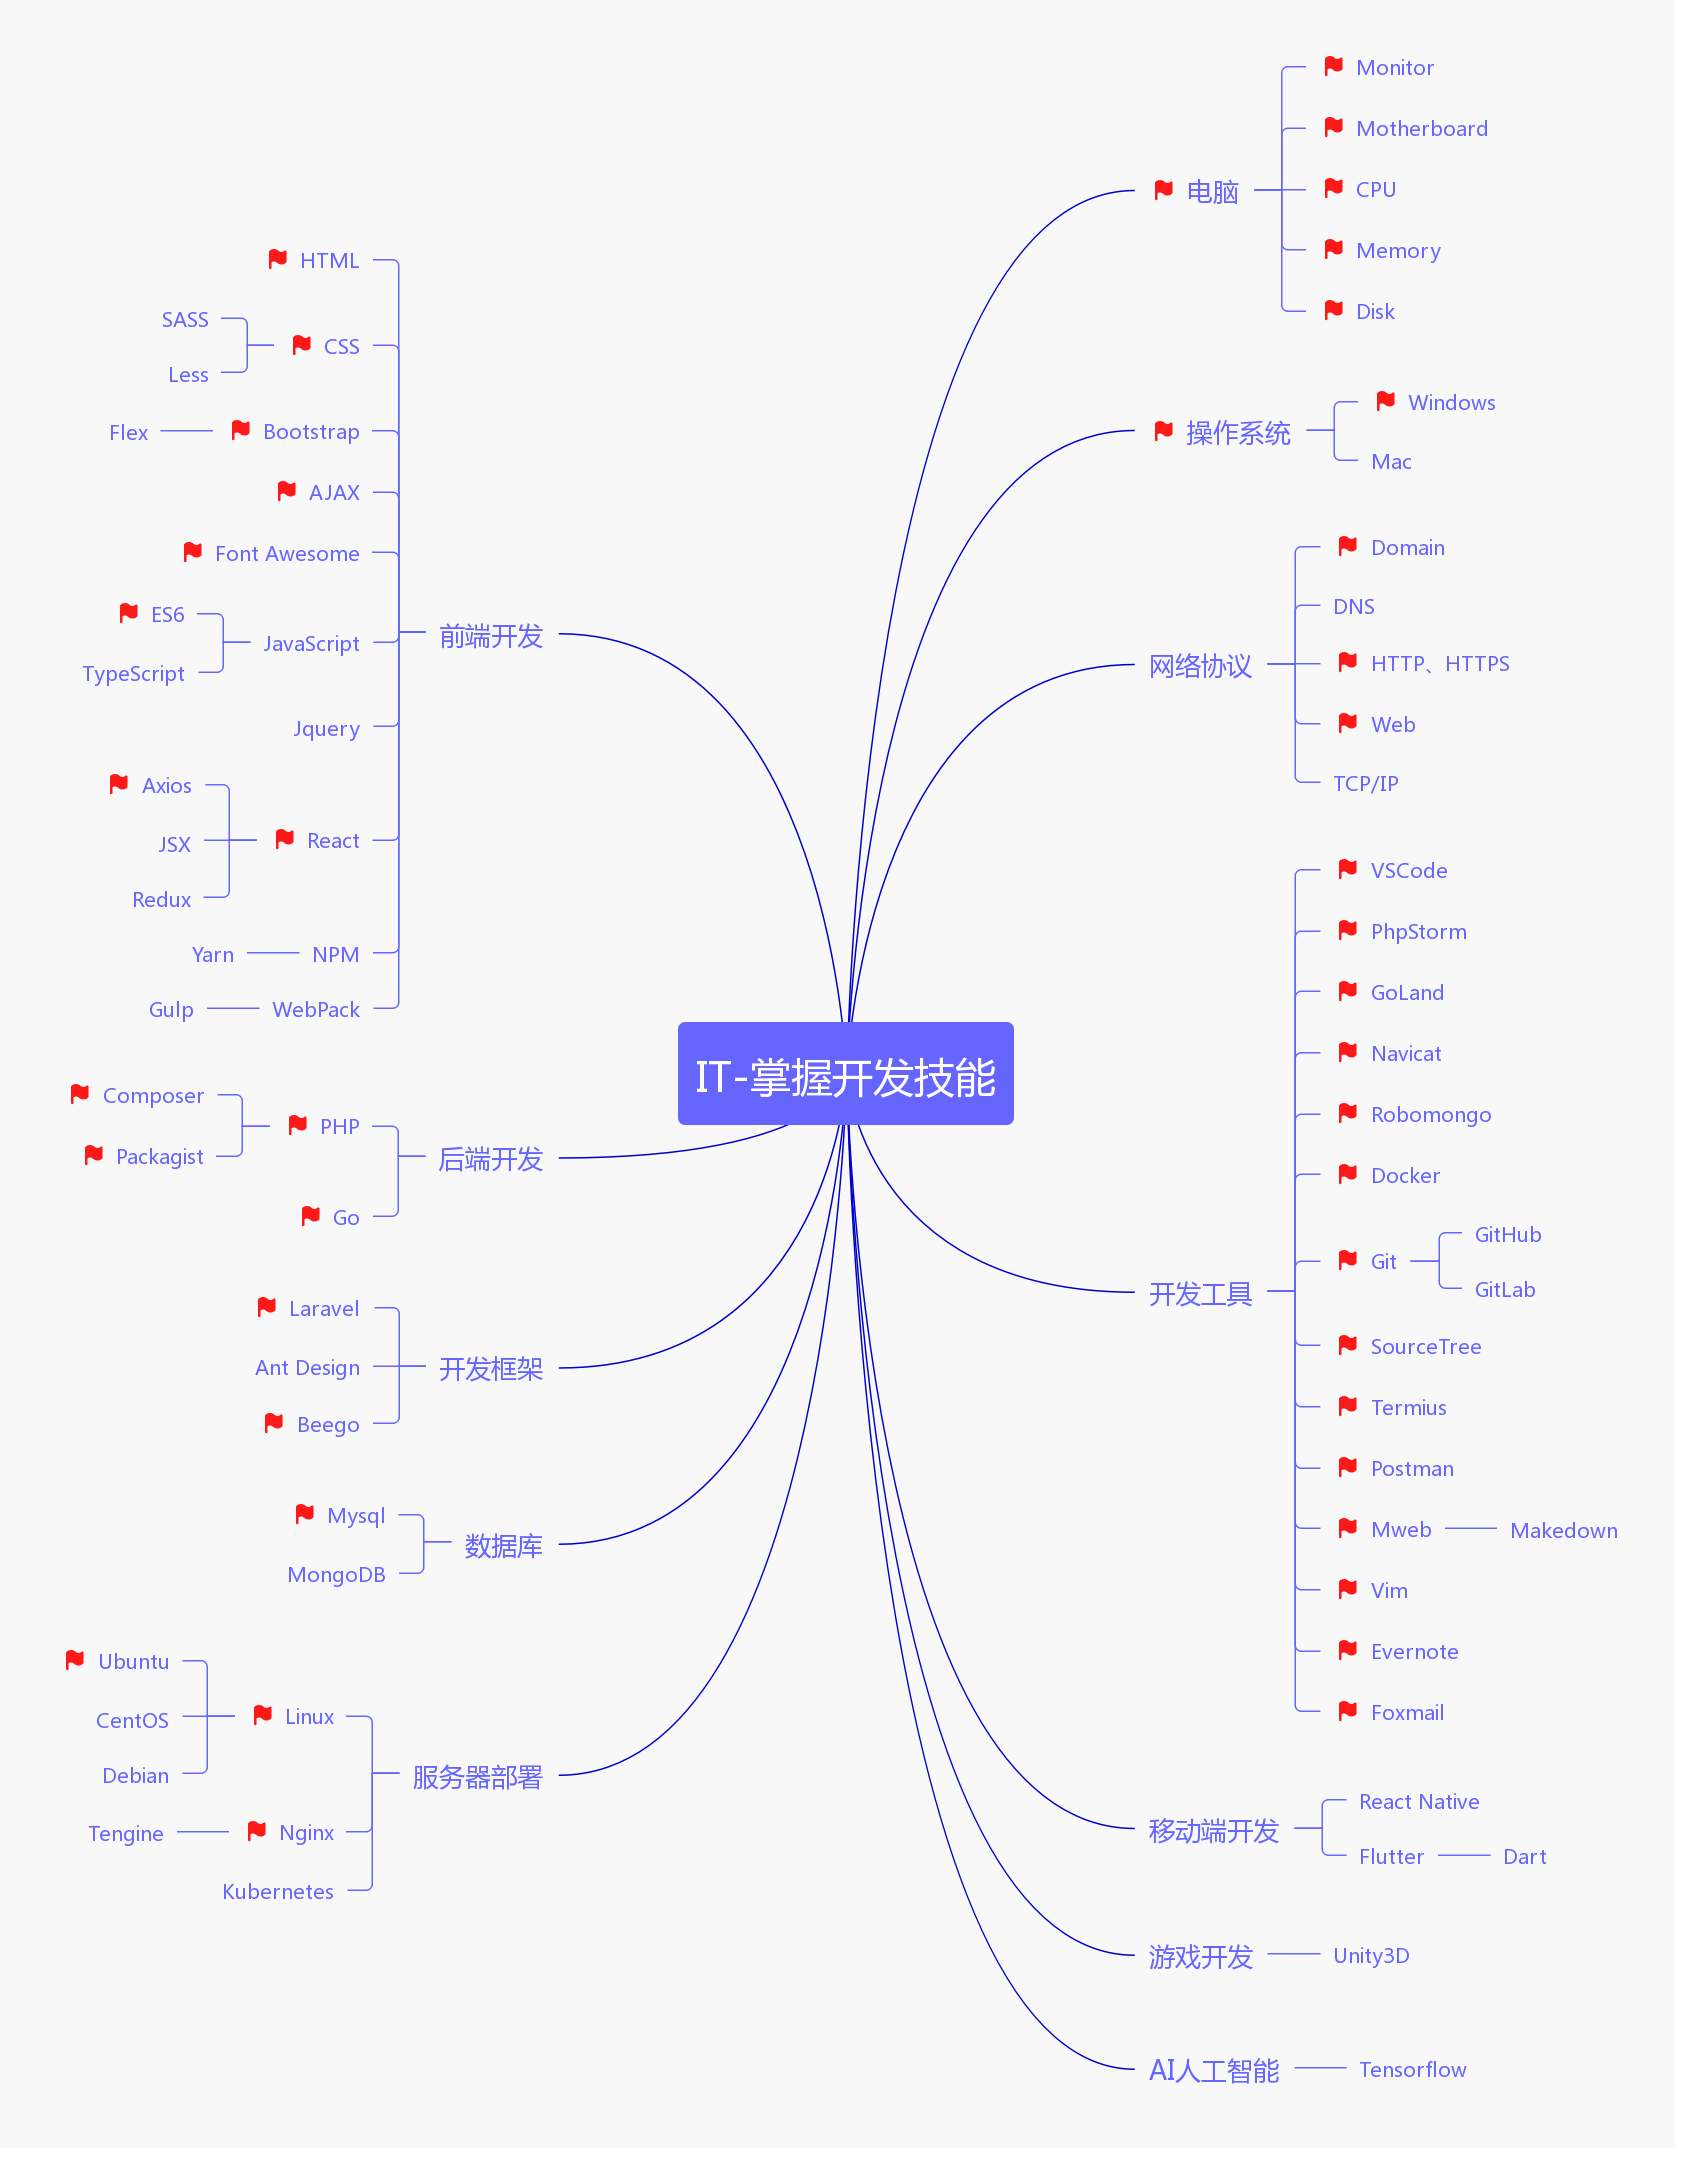 IT-掌握开发技能
电脑
Monitor
Motherboard
CPU
Memory
Disk
操作系统
Windows
Mac
网络协议
Domain
DNS
HTTP、HTTPS
Web
TCP/IP
开发工具
VSCode
PhpStorm
GoLand
Navicat
Robomongo
Docker
Git
GitHub
GitLab
SourceTree
Termius
Postman
Mweb
Makedown
Vim
Evernote
Foxmail
移动端开发
React Native
Flutter
Dart
游戏开发
Unity3D
AI人工智能
Tensorflow
前端开发
HTML
CSS
SASS
Less
Bootstrap
Flex
AJAX
Font Awesome
JavaScript
ES6
TypeScript
Jquery
React
Axios
JSX
Redux
NPM
Yarn
WebPack
Gulp
后端开发
PHP
Composer
Packagist
Go
开发框架
Laravel
Ant Design
Beego
数据库
Mysql
MongoDB
服务器部署
Linux
Ubuntu
CentOS
Debian
Nginx
Tengine
Kubernetes